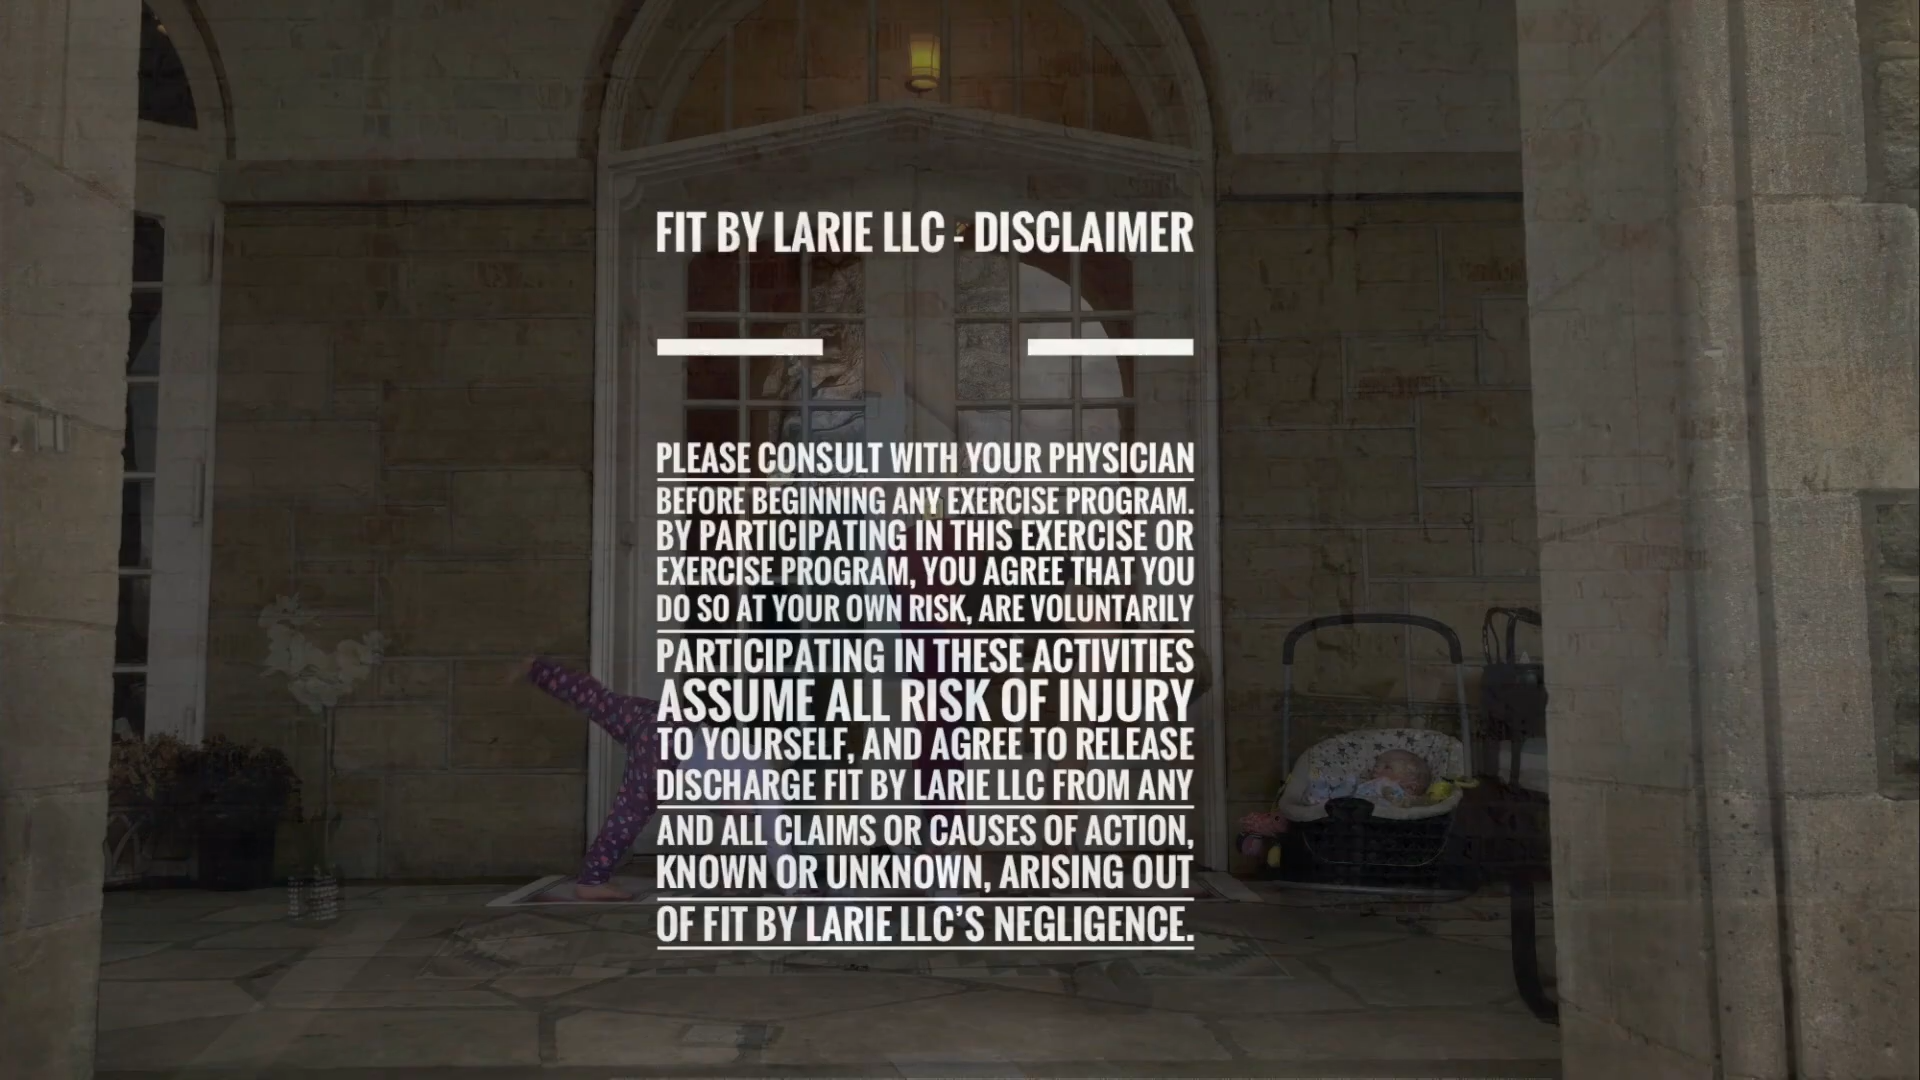 FIT BY LARIE LLC - DISCLAIMER
PLEASE CONSULT WITH YOUR PHYSICIAN
BEFORE BEGINNING ANY EXERCISE PROGRAM.
BY PARTICIPATING IN THIS EXERCISE OR
EXERCISE PROGRAM, YOU AGREE THAT YOU
DO SO AT YOUR OWN RISK, ARE VOLUNTARILY
PARTICIPATING IN THESE ACTIVITIES
ASSUME ALL RISK OF INJURY
TO YOURSELF, AND AGREE TO RELEASE
DISCHARGE FIT BY LARIE LLC FROM ANY
AND ALL CLAIMS OR CAUSES OF ACTION,
KNOWN OR UNKNOWN, ARISING OUT
OF FIT BY LARIE LLC’S NEGLIGENCE.